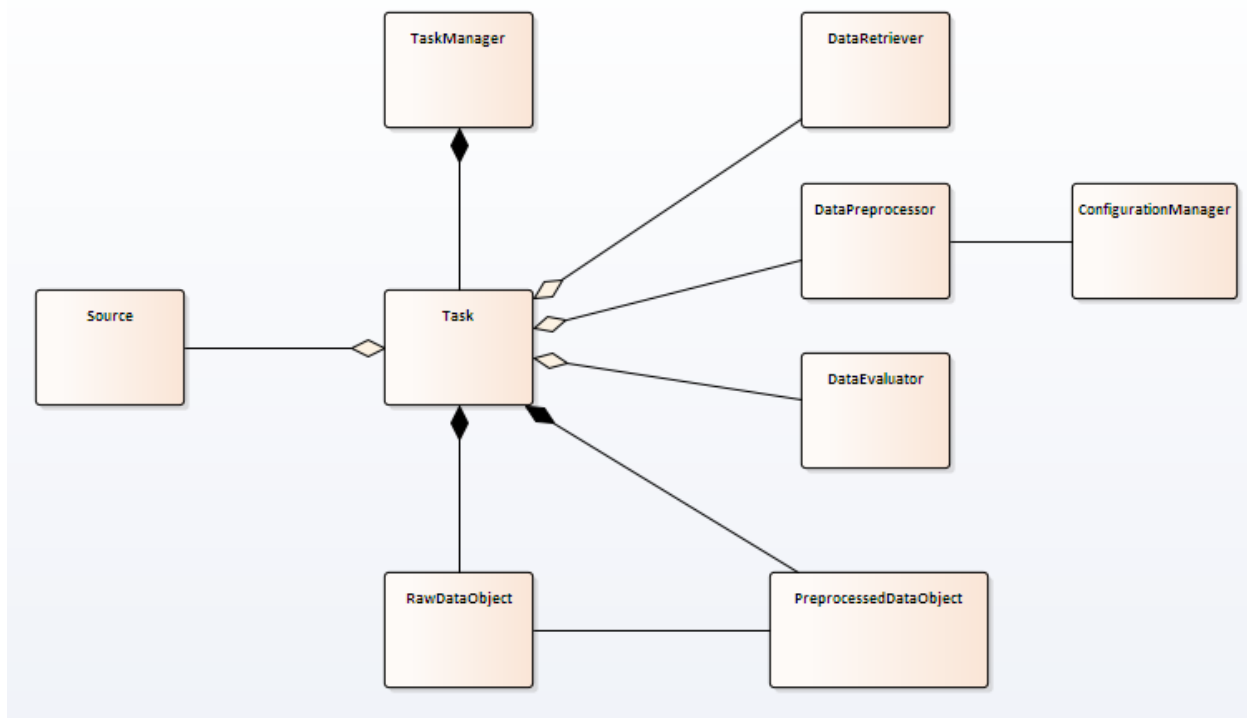 TaskManager
DataRetriever
DataPreprocessor
ConfigurationManager
Source
Task
DataEvaluator
RawDataObject
PreprocessedDataObject